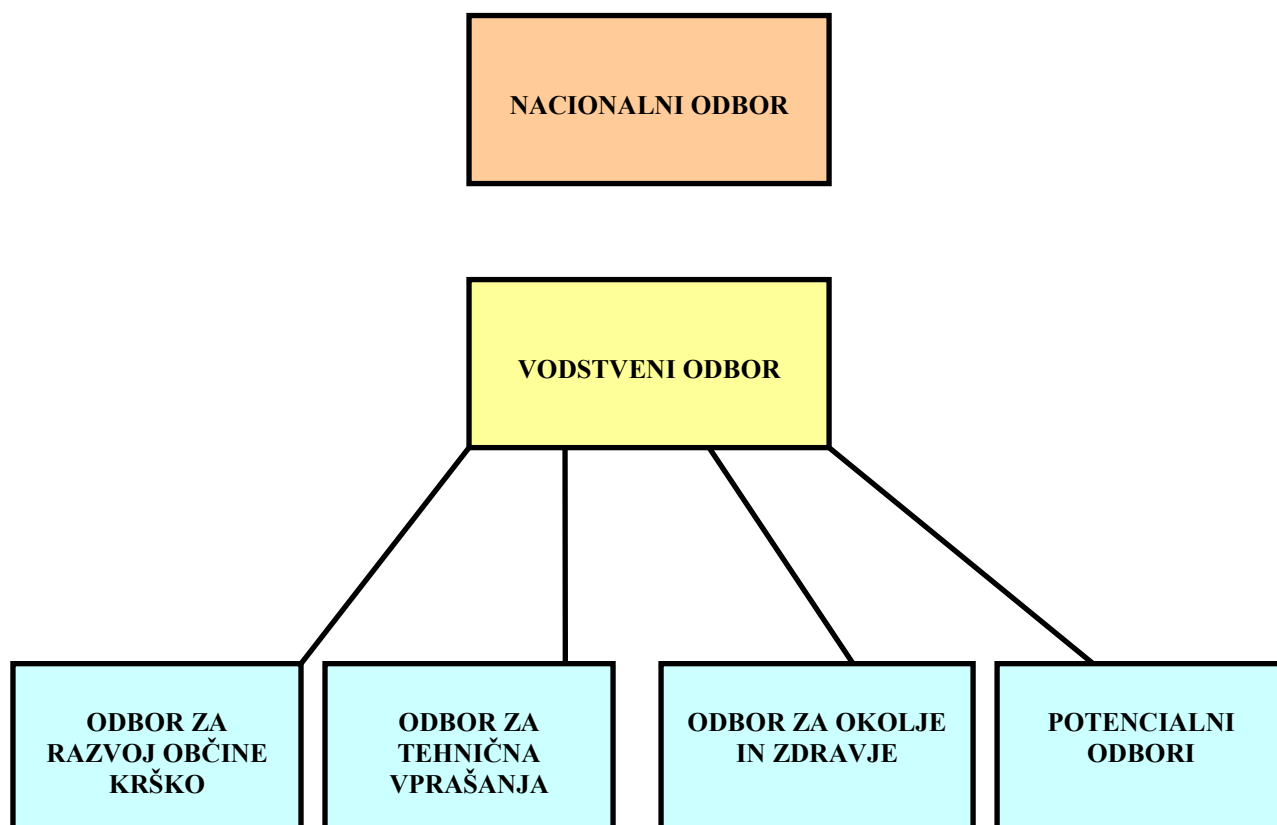 NACIONALNI ODBOR
VODSTVENI ODBOR
ODBOR ZA
RAZVOJ OBČINE
KRŠKO
ODBOR ZA
TEHNIČNA
VPRAŠANJA
ODBOR ZA OKOLJE
IN ZDRAVJE
POTENCIALNI
ODBORI